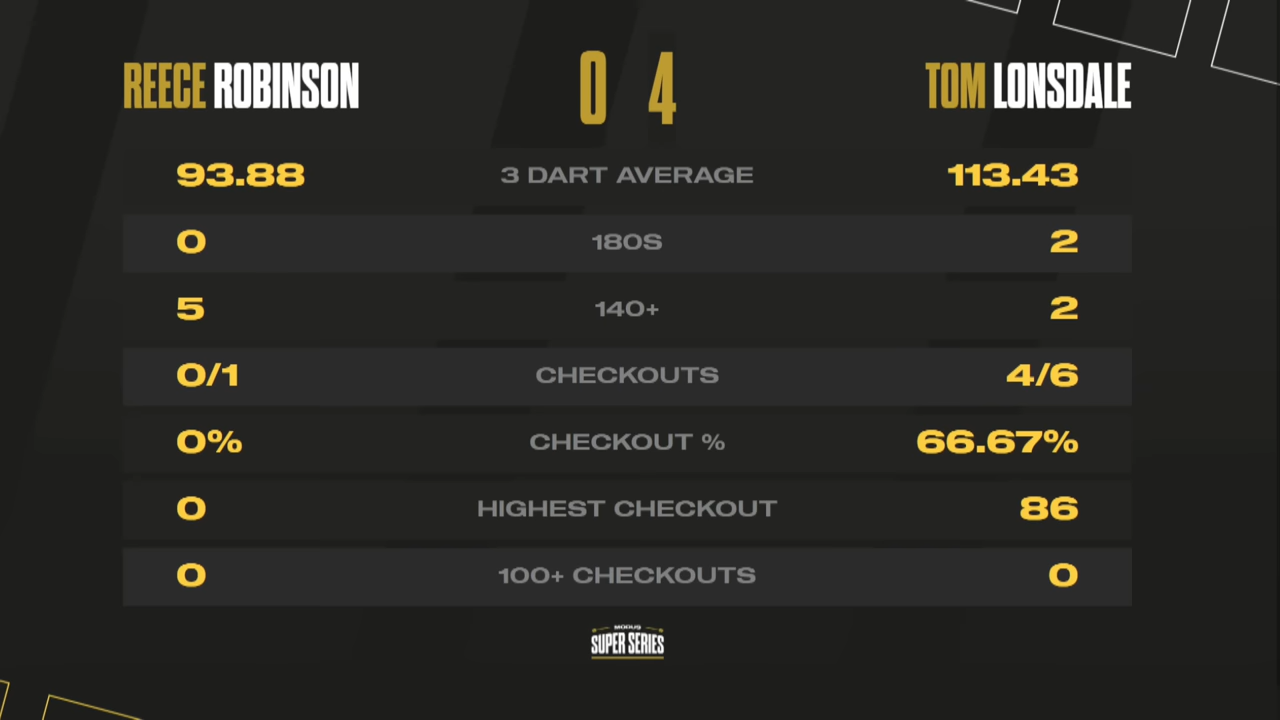 REECE ROBINSON 0 4 TOM LONSDALE
93.88 3 DART AVERAGE 113.43
0 180S 2
5 140+ 2
0/1 CHECKOUTS 4/6
0% CHECKOUT % 66.67%
0 HIGHEST CHECKOUT 86
0 100+ CHECKOUTS 0
MODUS
SUPER SERIES